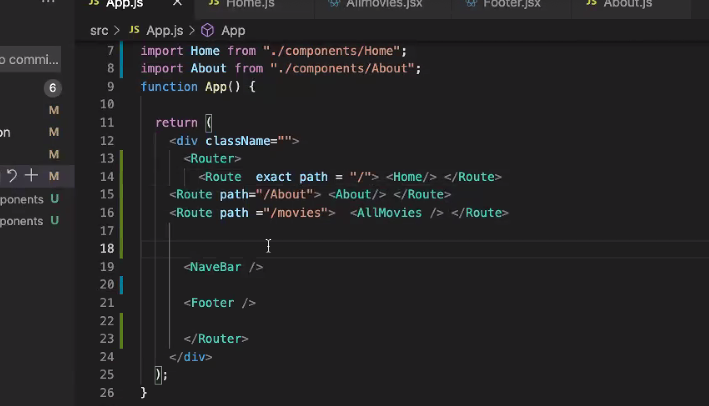 App.js Home.js Allmovies.jsx Footer.jsx About.js
src > JS App.js > App
o commi...
6
M
on M
M
M
ponents U
ponents U
7 import Home from "./components/Home";
8 import About from "./components/About";
9 function App() {
10
11 return (
12 <div className="">
13 <Router>
14 <Route exact path = "/"> <Home/> </Route>
15 <Route path="/About"> <About/> </Route>
16 <Route path ="/movies"> <AllMovies /> </Route>
17
18
19 <NaveBar />
20
21 <Footer />
22
23 </Router>
24 </div>
25 );
26 }